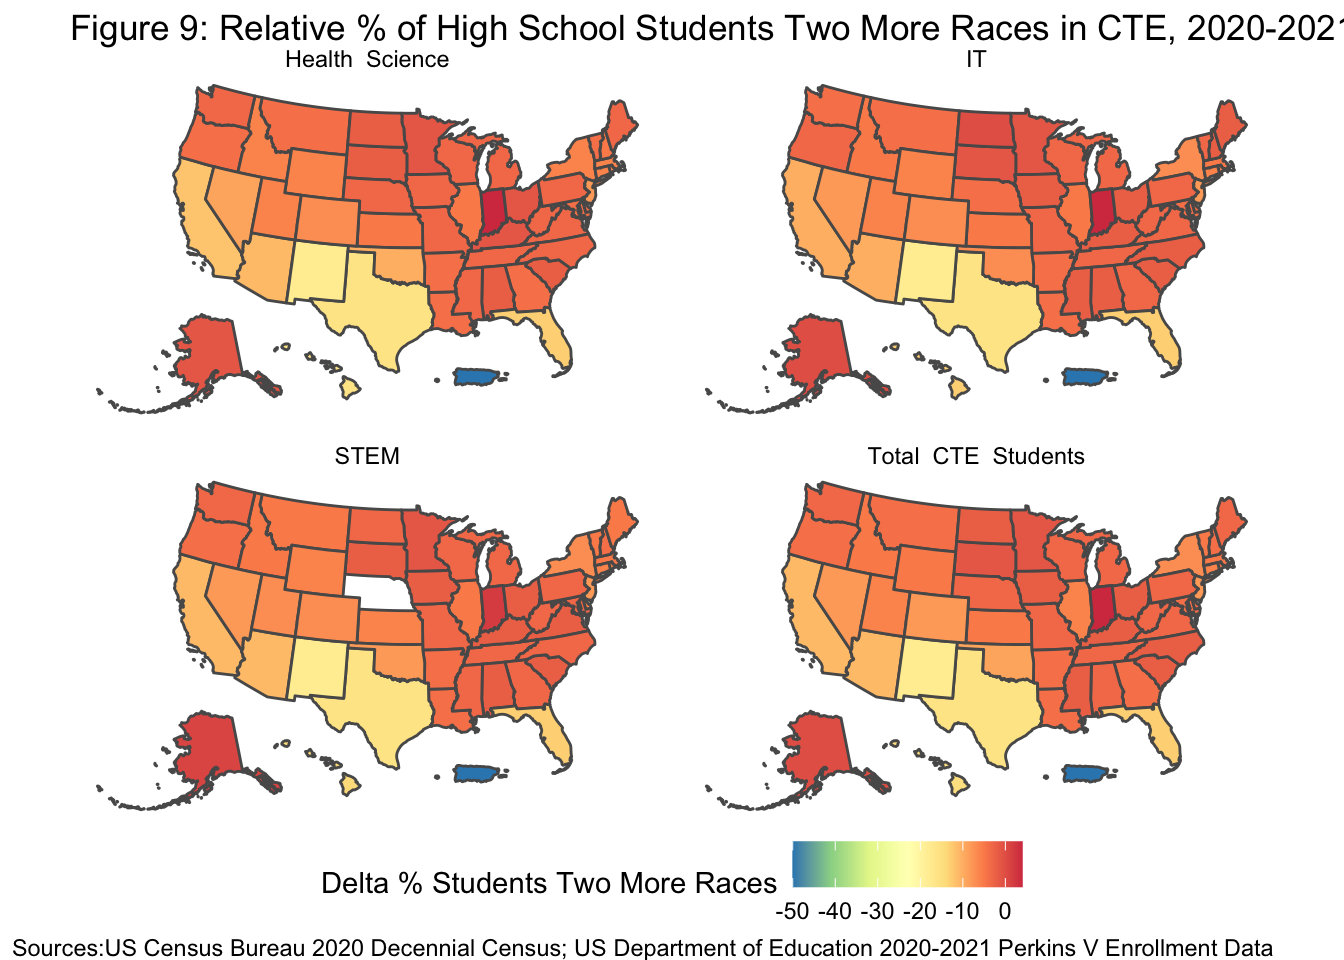 Figure 9: Relative % of High School Students Two More Races in CTE, 2020-2021
Health Science
IT
STEM
Total CTE Students
Delta % Students Two More Races
-50 -40 -30 -20 -10 0
Sources:US Census Bureau 2020 Decennial Census; US Department of Education 2020-2021 Perkins V Enrollment Data